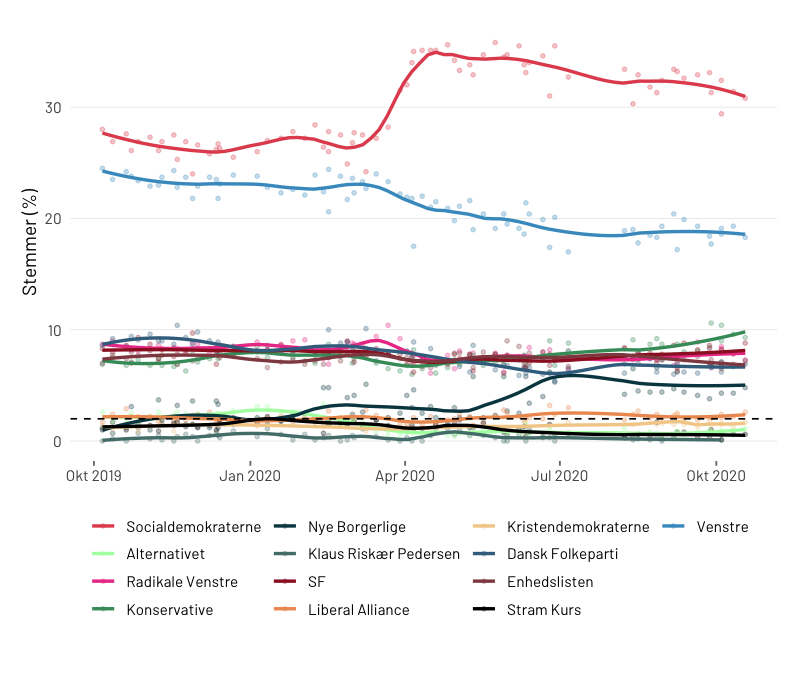 Stemmer (%)
30
20
10
0
Okt 2019 Jan 2020 Apr 2020 Jul 2020 Okt 2020
Socialdemokraterne Nye Borgerlige Kristendemokraterne Venstre
Alternativet Klaus Riskær Pedersen Dansk Folkeparti
Radikale Venstre SF Enhedslisten
Konservative Liberal Alliance Stram Kurs